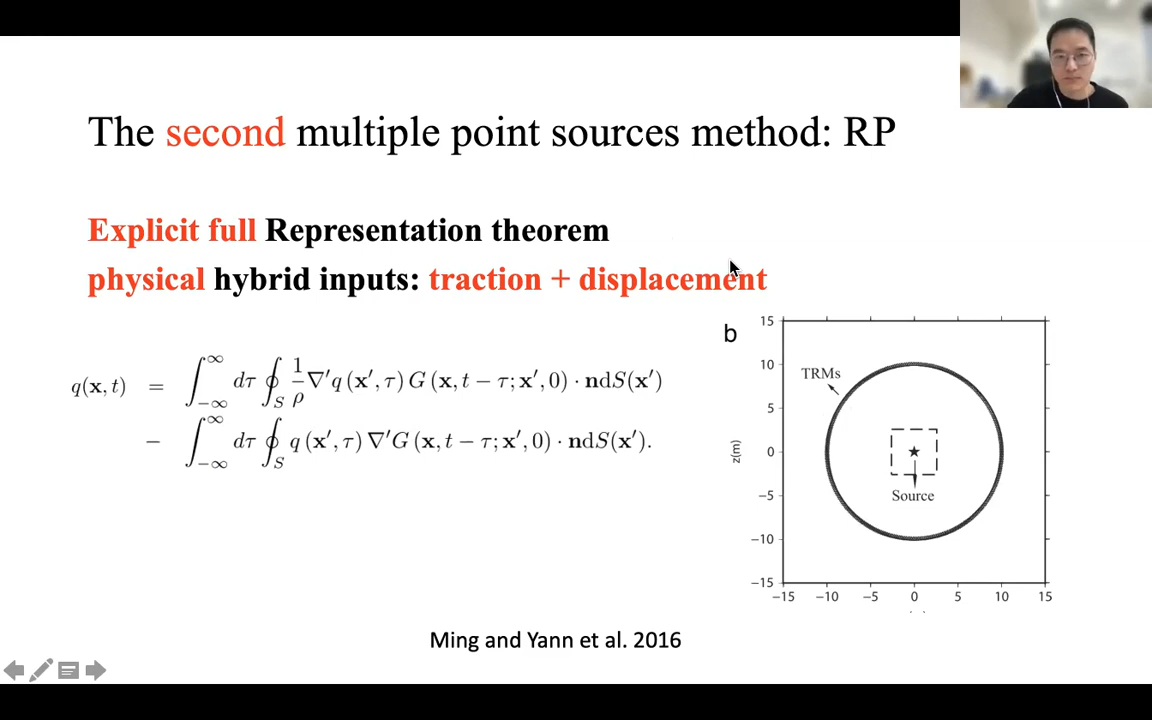 The second multiple point sources method: RP
Explicit full Representation theorem
physical hybrid inputs: traction + displacement
q(x, t) = ∫_{-∞}^{∞} dτ ∮_S 1/ρ ∇′q (x′, τ) G (x, t − τ; x′, 0) · ndS(x′)
− ∫_{-∞}^{∞} dτ ∮_S q (x′, τ) ∇′G (x, t − τ; x′, 0) · ndS(x′).
b
15
10
5
0
−5
−10
−15
z(m)
TRMs
Source
−15 −10 −5 0 5 10 15
Ming and Yann et al. 2016